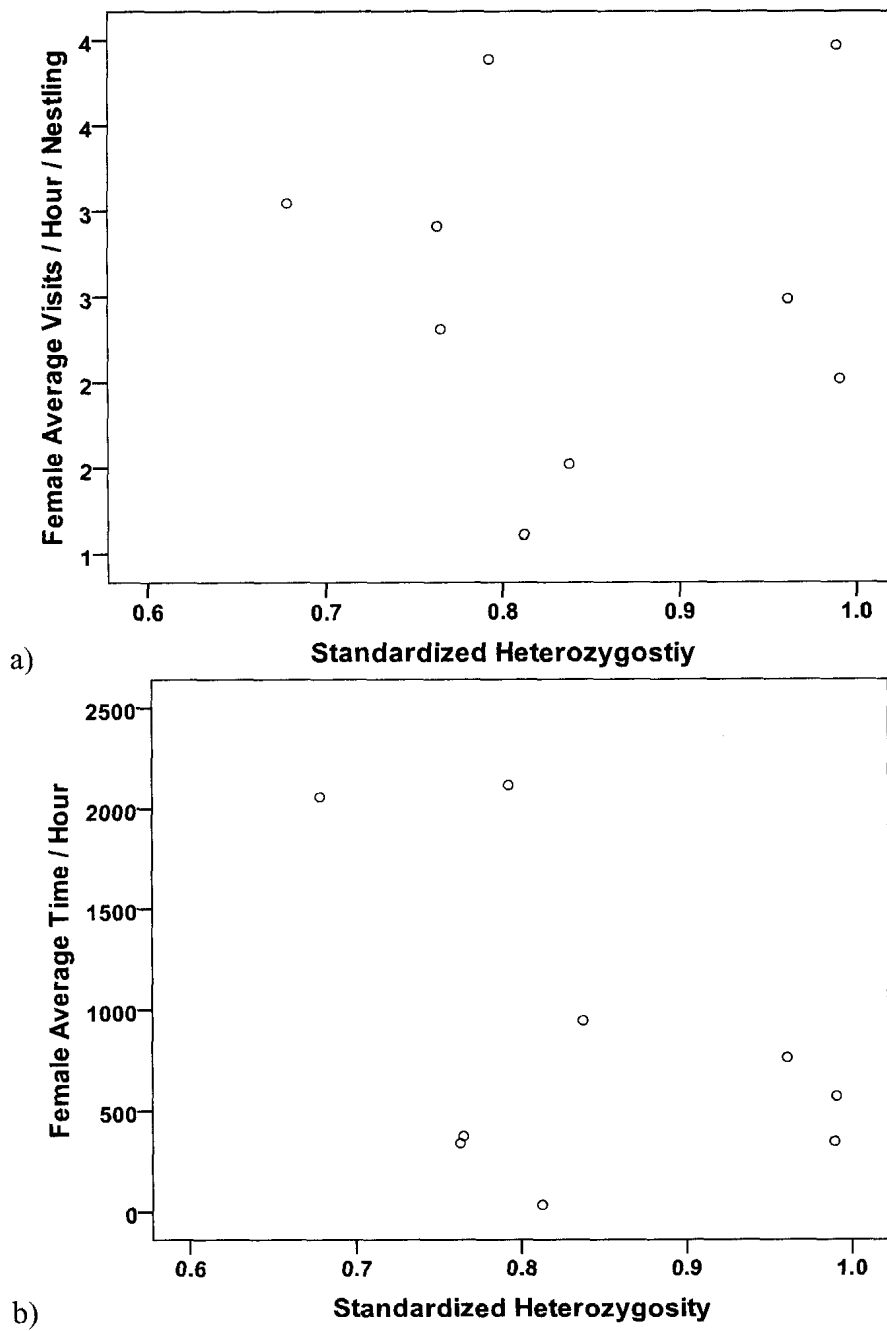 4
4
3
3
2
2
1
Female Average Visits / Hour / Nestling
0.6 0.7 0.8 0.9 1.0
Standardized Heterozygostiy
a)
2500
2000
1500
1000
500
0
Female Average Time / Hour
0.6 0.7 0.8 0.9 1.0
Standardized Heterozygosity
b)